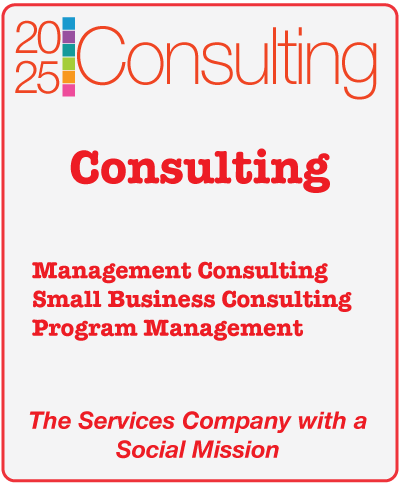 20
25
Consulting
Consulting
Management Consulting
Small Business Consulting
Program Management
The Services Company with a
Social Mission